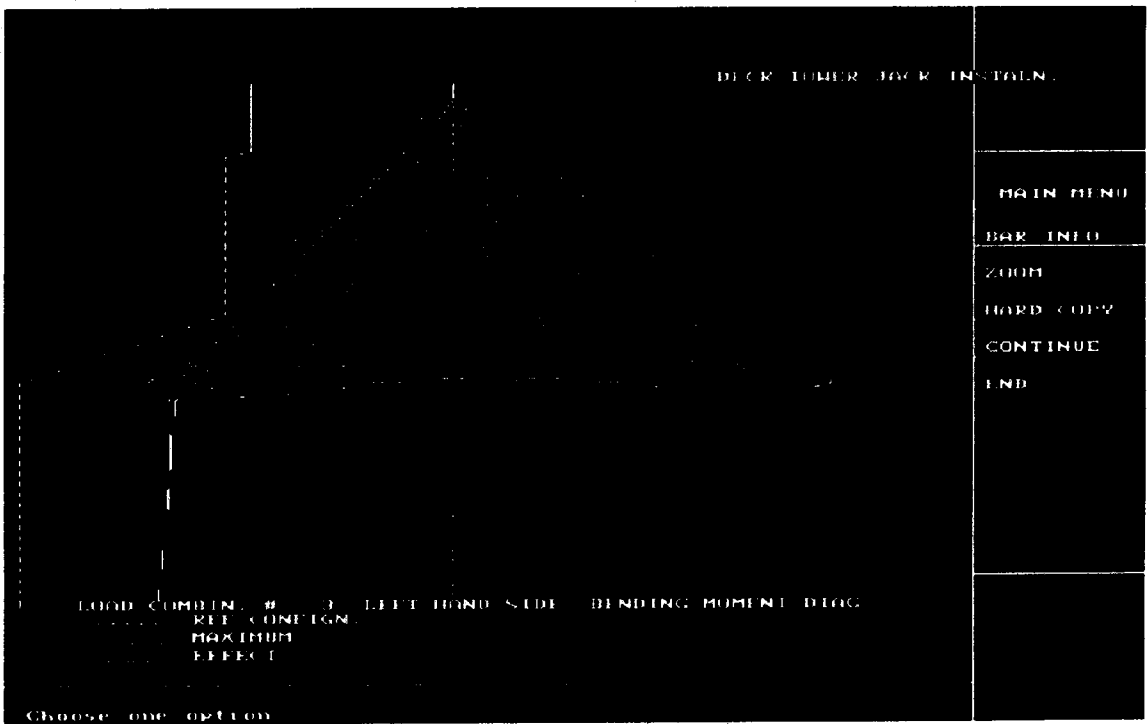 DECK TOWER JACK INSTALN.
MAIN MENU
BAR INFO
ZOOM
HARD COPY
CONTINUE
END
LOAD COMBIN. # 3 LEFT HAND SIDE BENDING MOMENT DIAG
REF CONFIGN.
MAXIMUM
EFFECT
Choose one option